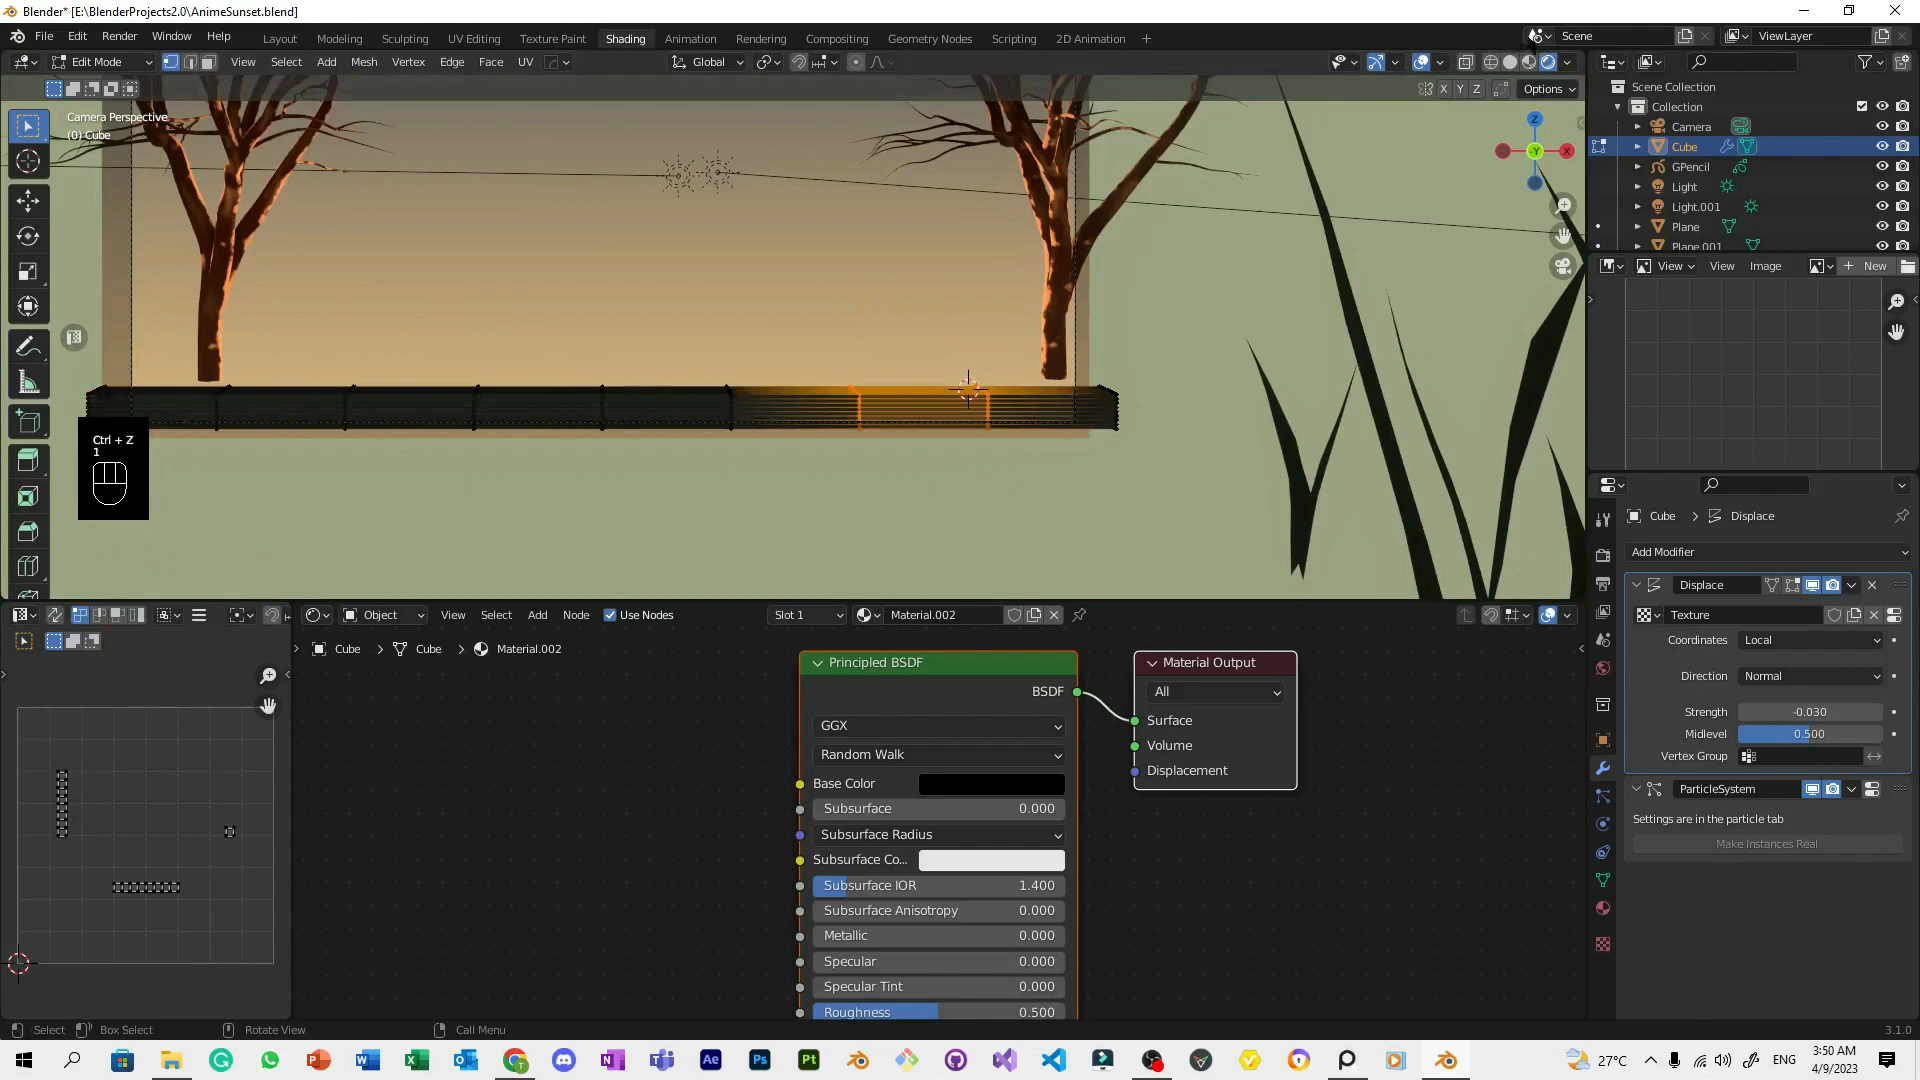 Blender* [E:\BlenderProjects2.0\AnimeSunset.blend]
File Edit Render Window Help
Layout Modeling Sculpting UV Editing Texture Paint Shading Animation Rendering Compositing Geometry Nodes Scripting 2D Animation +
Scene
ViewLayer
Edit Mode View Select Add Mesh Vertex Edge Face UV Global
X Y Z Options
Camera Perspective
(0) Cube
Z
-Y
X
Ctrl + Z
1
Scene Collection
Collection
Camera
Cube
GPencil
Light
Light.001
Plane
Plane.001
View View Image + New
Cube > Displace
Add Modifier
Displace
Texture
Coordinates Local
Direction Normal
Strength -0.030
Midlevel 0.500
Vertex Group
ParticleSystem
Settings are in the particle tab
Make Instances Real
Object View Select Add Node Use Nodes Slot 1 Material.002
Cube > Cube > Material.002
Principled BSDF
BSDF
GGX
Random Walk
Base Color
Subsurface 0.000
Subsurface Radius
Subsurface Co...
Subsurface IOR 1.400
Subsurface Anisotropy 0.000
Metallic 0.000
Specular 0.000
Specular Tint 0.000
Roughness 0.500
Material Output
All
Surface
Volume
Displacement
Select Box Select Rotate View Call Menu 3.1.0
27°C ENG 3:50 AM
4/9/2023